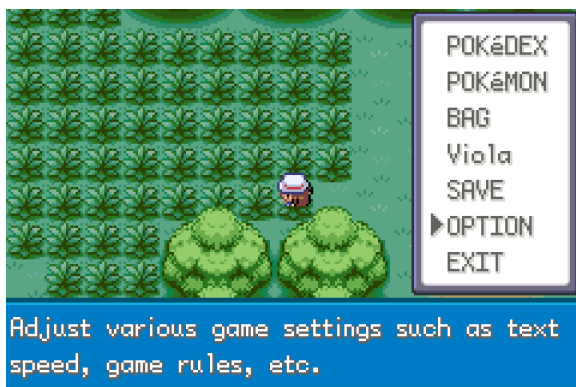 POKéDEX
POKéMON
BAG
Viola
SAVE
▶OPTION
EXIT
Adjust various game settings such as text
speed, game rules, etc.